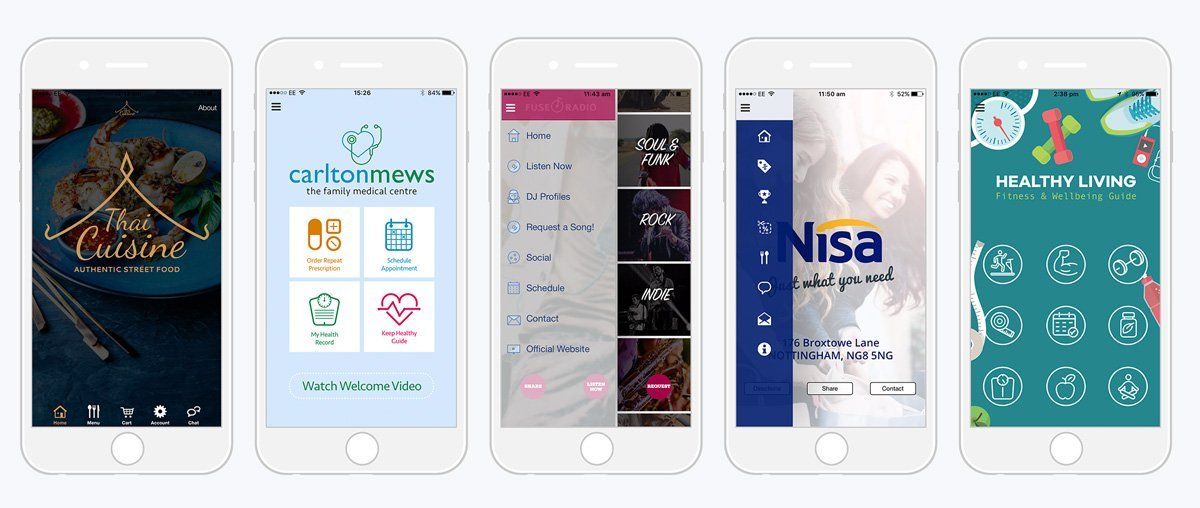 Thai
Cuisine
About
Thai
Cuisine
AUTHENTIC STREET FOOD
Home
Menu
Cart
Account
Chat
EE
15:26
84%
carltonmews
the family medical centre
Order Repeat
Prescription
Schedule
Appointment
My Health
Record
Keep Healthy
Guide
Watch Welcome Video
EE
11:43 am
FUSE RADIO
Home
Listen Now
DJ Profiles
Request a Song!
Social
Schedule
Contact
Official Website
SHARE
LISTEN
NOW
REQUEST
SOUL &
FUNK
ROCK
INDIE
EE
11:50 am
52%
Nisa
Just what you need
176 Broxtowe Lane
NOTTINGHAM, NG8 5NG
Directions
Share
Contact
EE
2:38 pm
HEALTHY LIVING
Fitness & Wellbeing Guide